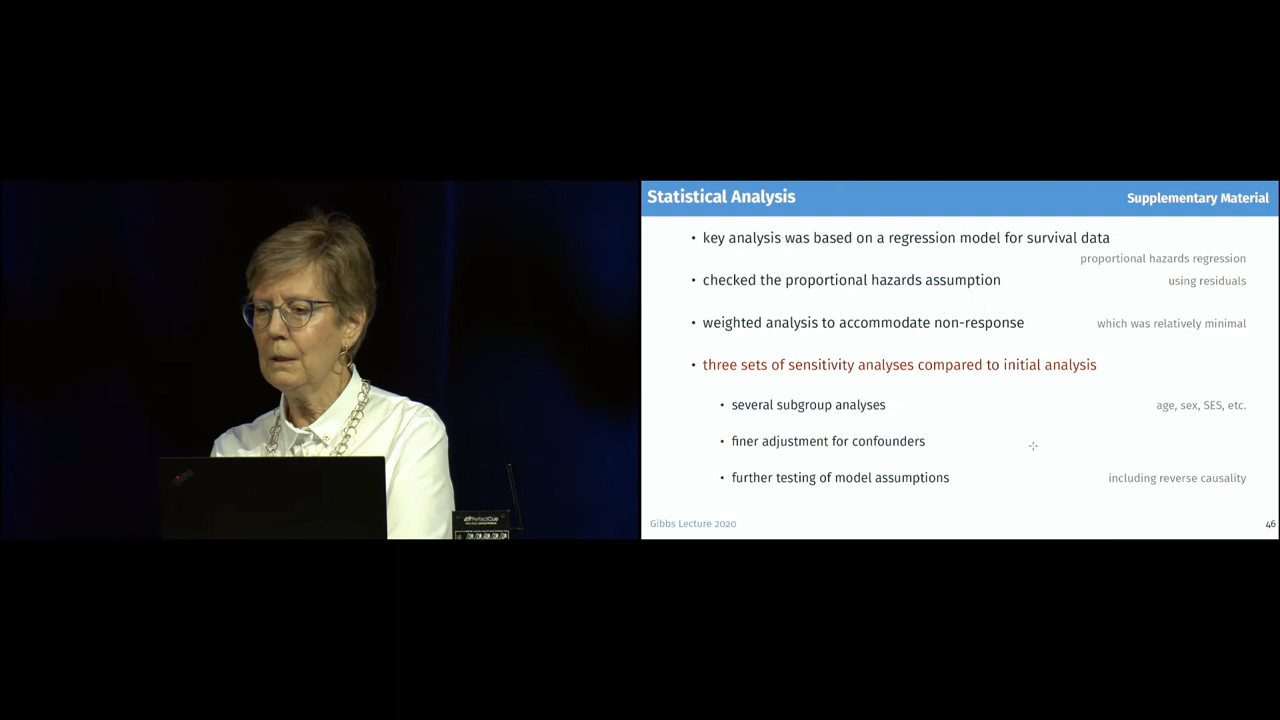 Statistical Analysis
Supplementary Material
• key analysis was based on a regression model for survival data
proportional hazards regression
• checked the proportional hazards assumption
using residuals
• weighted analysis to accommodate non-response
which was relatively minimal
• three sets of sensitivity analyses compared to initial analysis
• several subgroup analyses
age, sex, SES, etc.
• finer adjustment for confounders
• further testing of model assumptions
including reverse causality
Gibbs Lecture 2020
46
PerfectCue